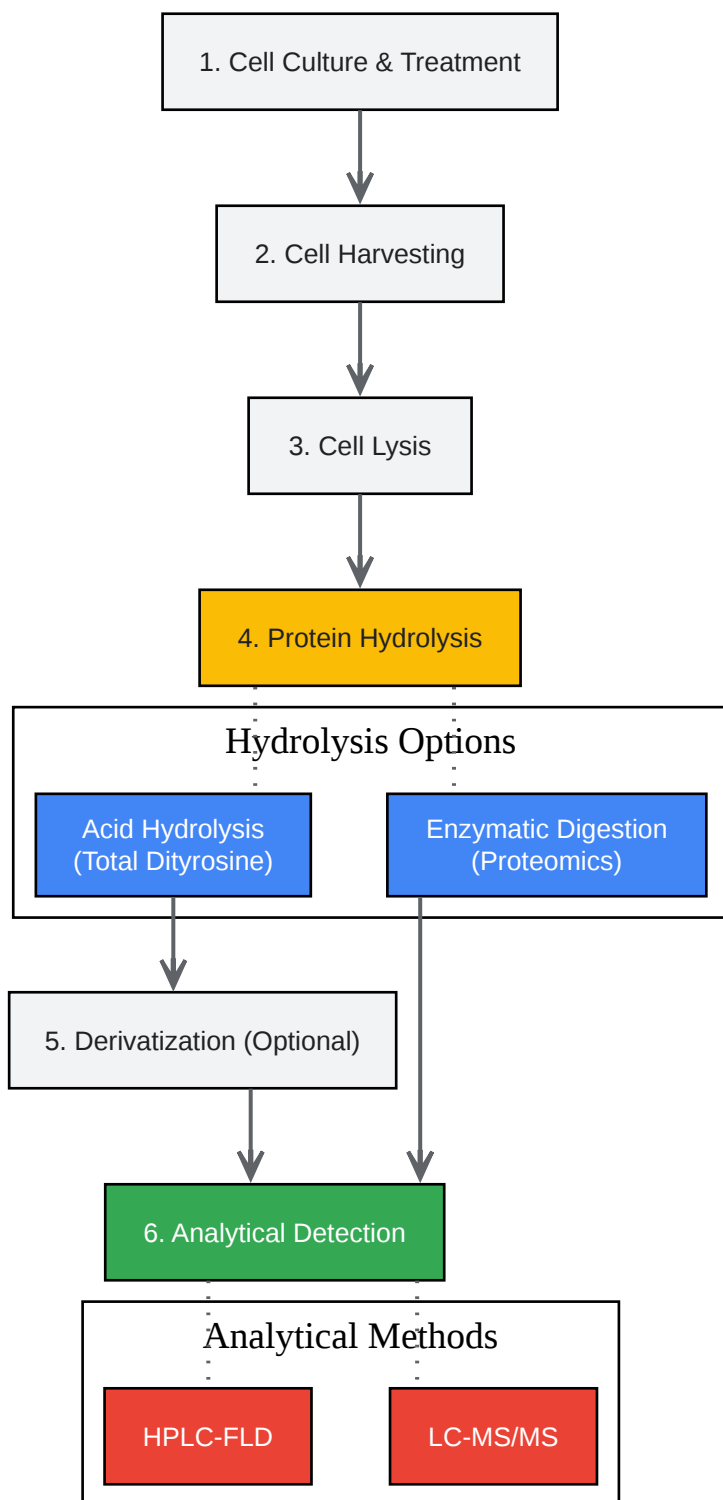 1. Cell Culture & Treatment
2. Cell Harvesting
3. Cell Lysis
4. Protein Hydrolysis
Hydrolysis Options
Acid Hydrolysis
(Total Dityrosine)
Enzymatic Digestion
(Proteomics)
5. Derivatization (Optional)
6. Analytical Detection
Analytical Methods
HPLC-FLD
LC-MS/MS